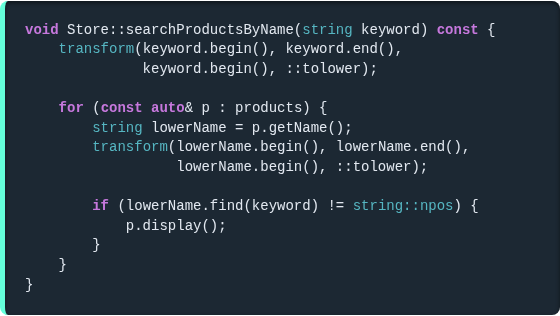 void Store::searchProductsByName(string keyword) const {
    transform(keyword.begin(), keyword.end(),
              keyword.begin(), ::tolower);

    for (const auto& p : products) {
        string lowerName = p.getName();
        transform(lowerName.begin(), lowerName.end(),
                  lowerName.begin(), ::tolower);

        if (lowerName.find(keyword) != string::npos) {
            p.display();
        }
    }
}